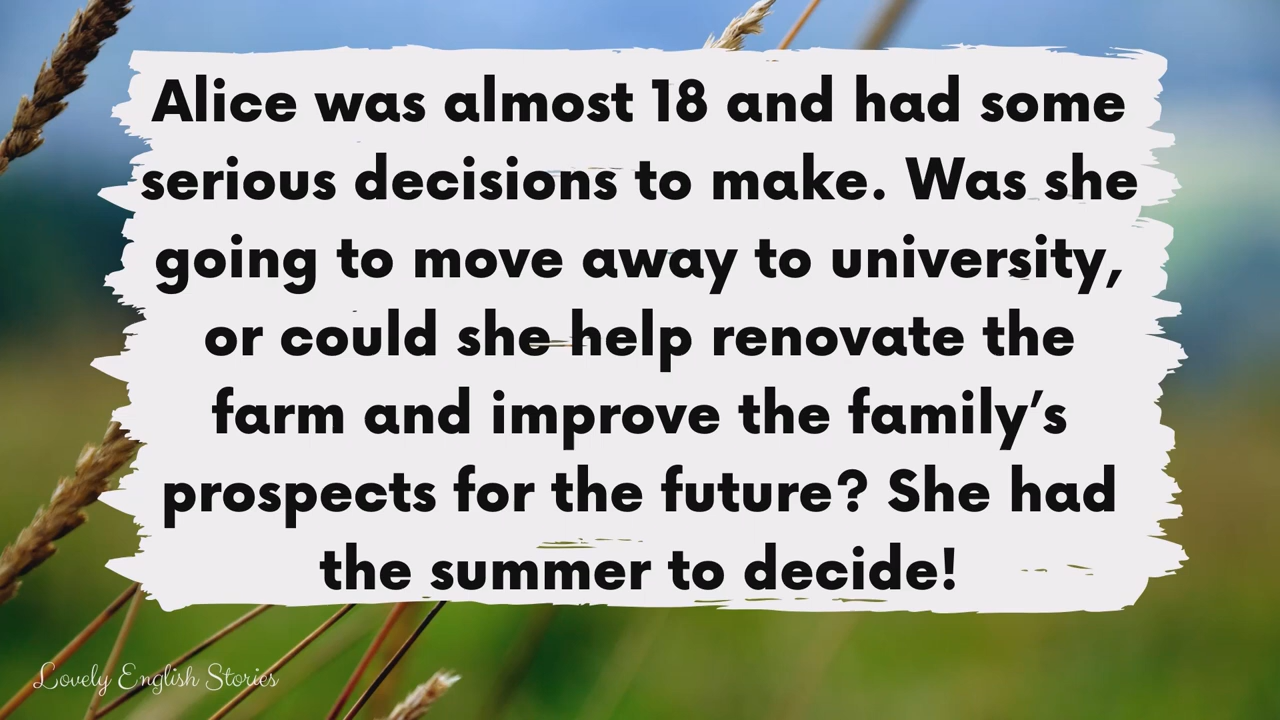 Alice was almost 18 and had some
serious decisions to make. Was she
going to move away to university,
or could she help renovate the
farm and improve the family’s
prospects for the future? She had
the summer to decide!
Lovely English Stories